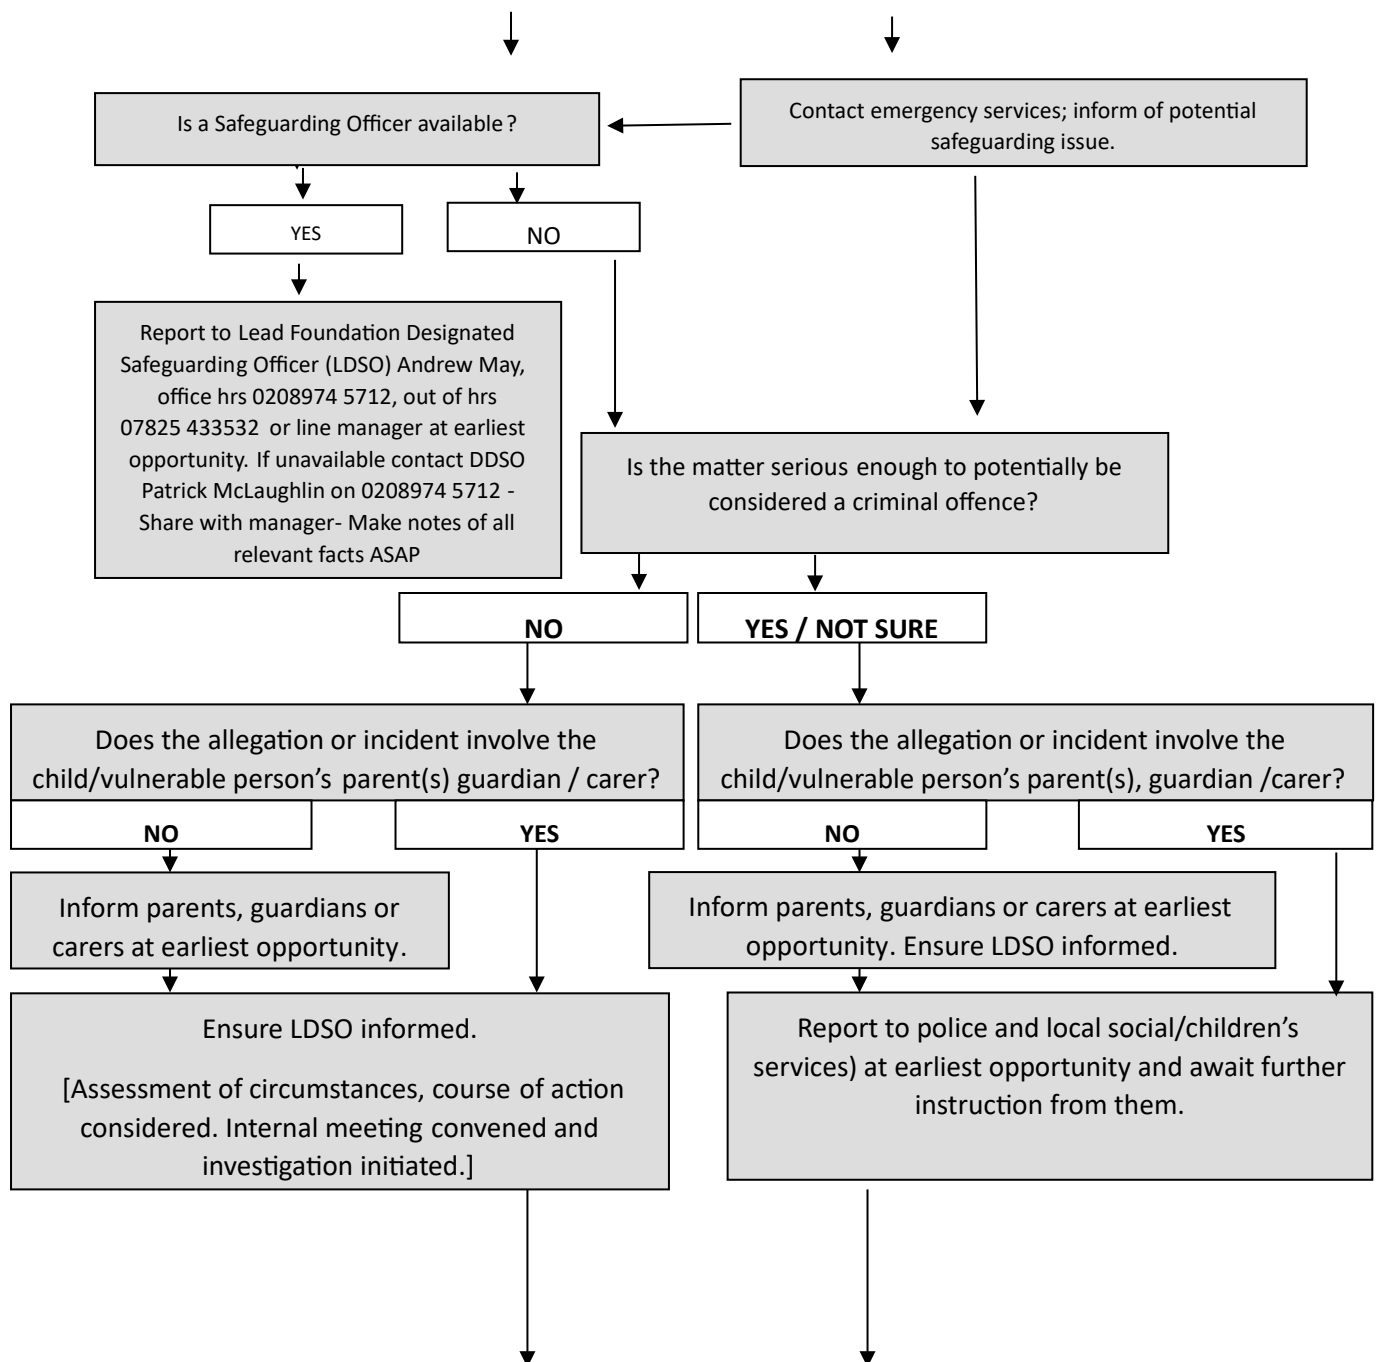 Is a Safeguarding Officer available?
Contact emergency services; inform of potential
safeguarding issue.
YES
NO
Report to Lead Foundation Designated
Safeguarding Officer (LDSO) Andrew May,
office hrs 0208974 5712, out of hrs
07825 433532 or line manager at earliest
opportunity. If unavailable contact DDSO
Patrick McLaughlin on 0208974 5712 -
Share with manager- Make notes of all
relevant facts ASAP
Is the matter serious enough to potentially be
considered a criminal offence?
NO
YES / NOT SURE
Does the allegation or incident involve the
child/vulnerable person's parent(s) guardian / carer?
Does the allegation or incident involve the
child/vulnerable person's parent(s), guardian /carer?
NO
YES
NO
YES
Inform parents, guardians or
carers at earliest opportunity.
Inform parents, guardians or carers at earliest
opportunity. Ensure LDSO informed.
Ensure LDSO informed.
[Assessment of circumstances, course of action
considered. Internal meeting convened and
investigation initiated.]
Report to police and local social/children's
services) at earliest opportunity and await further
instruction from them.